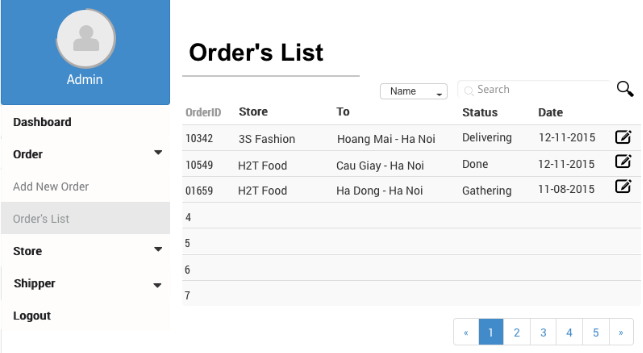 Admin
Dashboard
Order
Add New Order
Order's List
Store
Shipper
Logout
Order's List
Name
Search
OrderID Store To Status Date
10342 3S Fashion Hoang Mai - Ha Noi Delivering 12-11-2015
10549 H2T Food Cau Giay - Ha Noi Done 12-11-2015
01659 H2T Food Ha Dong - Ha Noi Gathering 11-08-2015
4
5
6
7
« 1 2 3 4 5 »